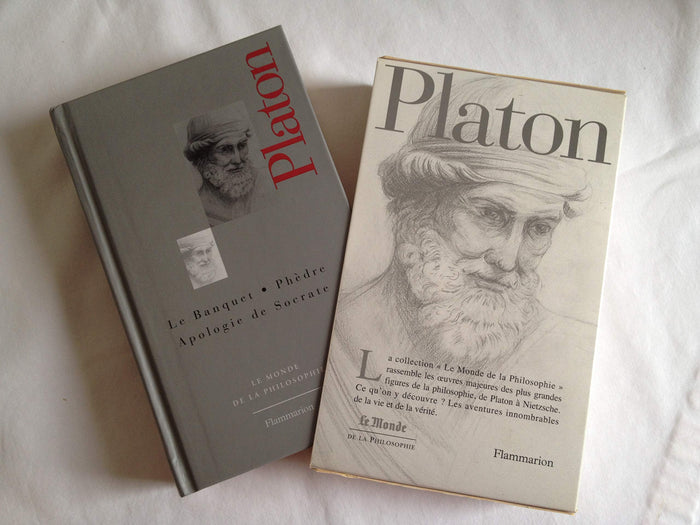 Platon
Le Banquet • Phèdre
Apologie de Socrate
LE MONDE
DE LA PHILOSOPHIE
Flammarion
Platon
La collection « Le Monde de la Philosophie »
rassemble les œuvres majeures des plus grandes
figures de la philosophie, de Platon à Nietzsche.
Ce qu'on y découvre ? Les aventures innombrables
de la vie et de la vérité.
Le Monde
DE LA PHILOSOPHIE
Flammarion